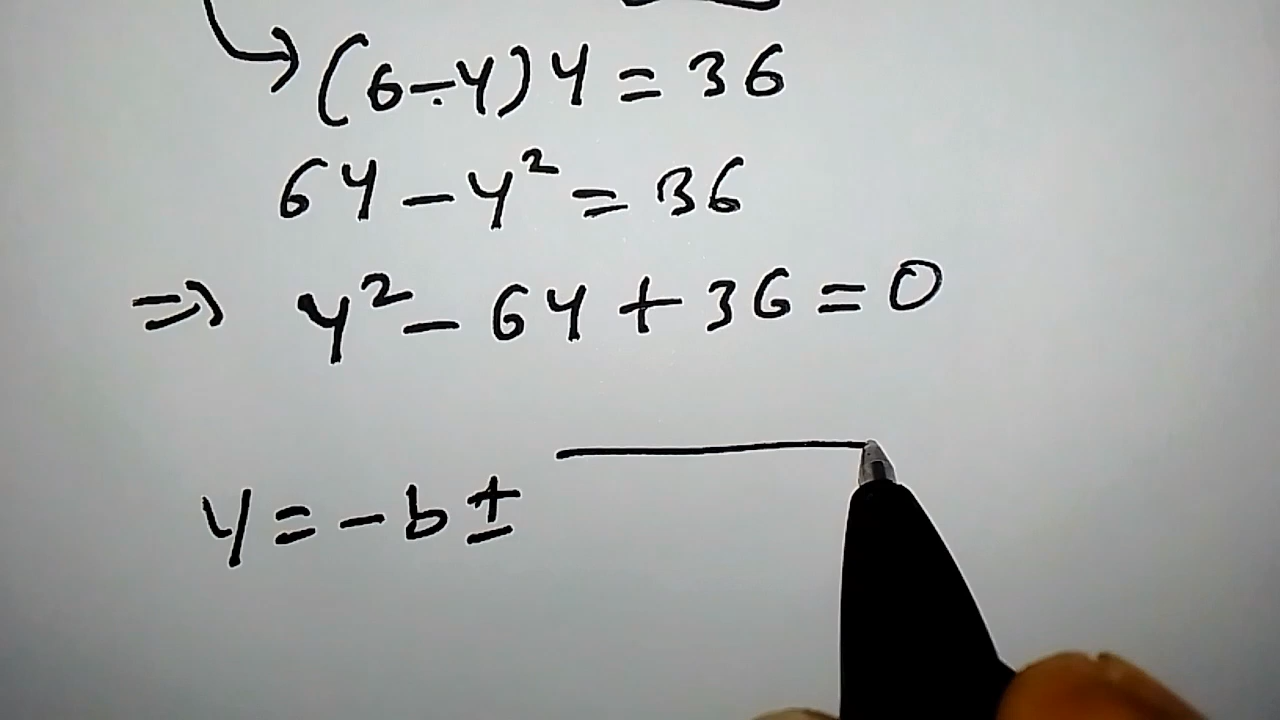 (6-y)y = 36
6y - y² = 36
⇒ y² - 6y + 36 = 0
y = -b ±